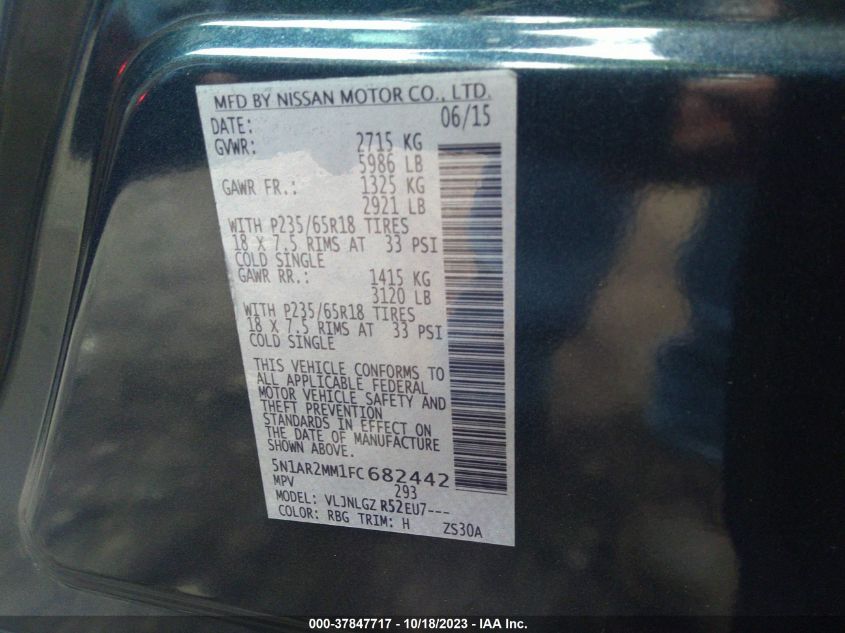 MFD BY NISSAN MOTOR CO., LTD.
DATE: 06/15
GVWR: 2715 KG
5986 LB
GAWR FR.: 1325 KG
2921 LB
WITH P235/65R18 TIRES
18 X 7.5 RIMS AT 33 PSI
COLD SINGLE
GAWR RR.: 1415 KG
3120 LB
WITH P235/65R18 TIRES
18 X 7.5 RIMS AT 33 PSI
COLD SINGLE
THIS VEHICLE CONFORMS TO
ALL APPLICABLE FEDERAL
MOTOR VEHICLE SAFETY AND
THEFT PREVENTION
STANDARDS IN EFFECT ON
THE DATE OF MANUFACTURE
SHOWN ABOVE.
5N1AR2MM1FC682442
MPV 293
MODEL: VLJNLGZ R52EU7---
COLOR: RBG TRIM: H ZS30A
000-37847717 - 10/18/2023 - IAA Inc.